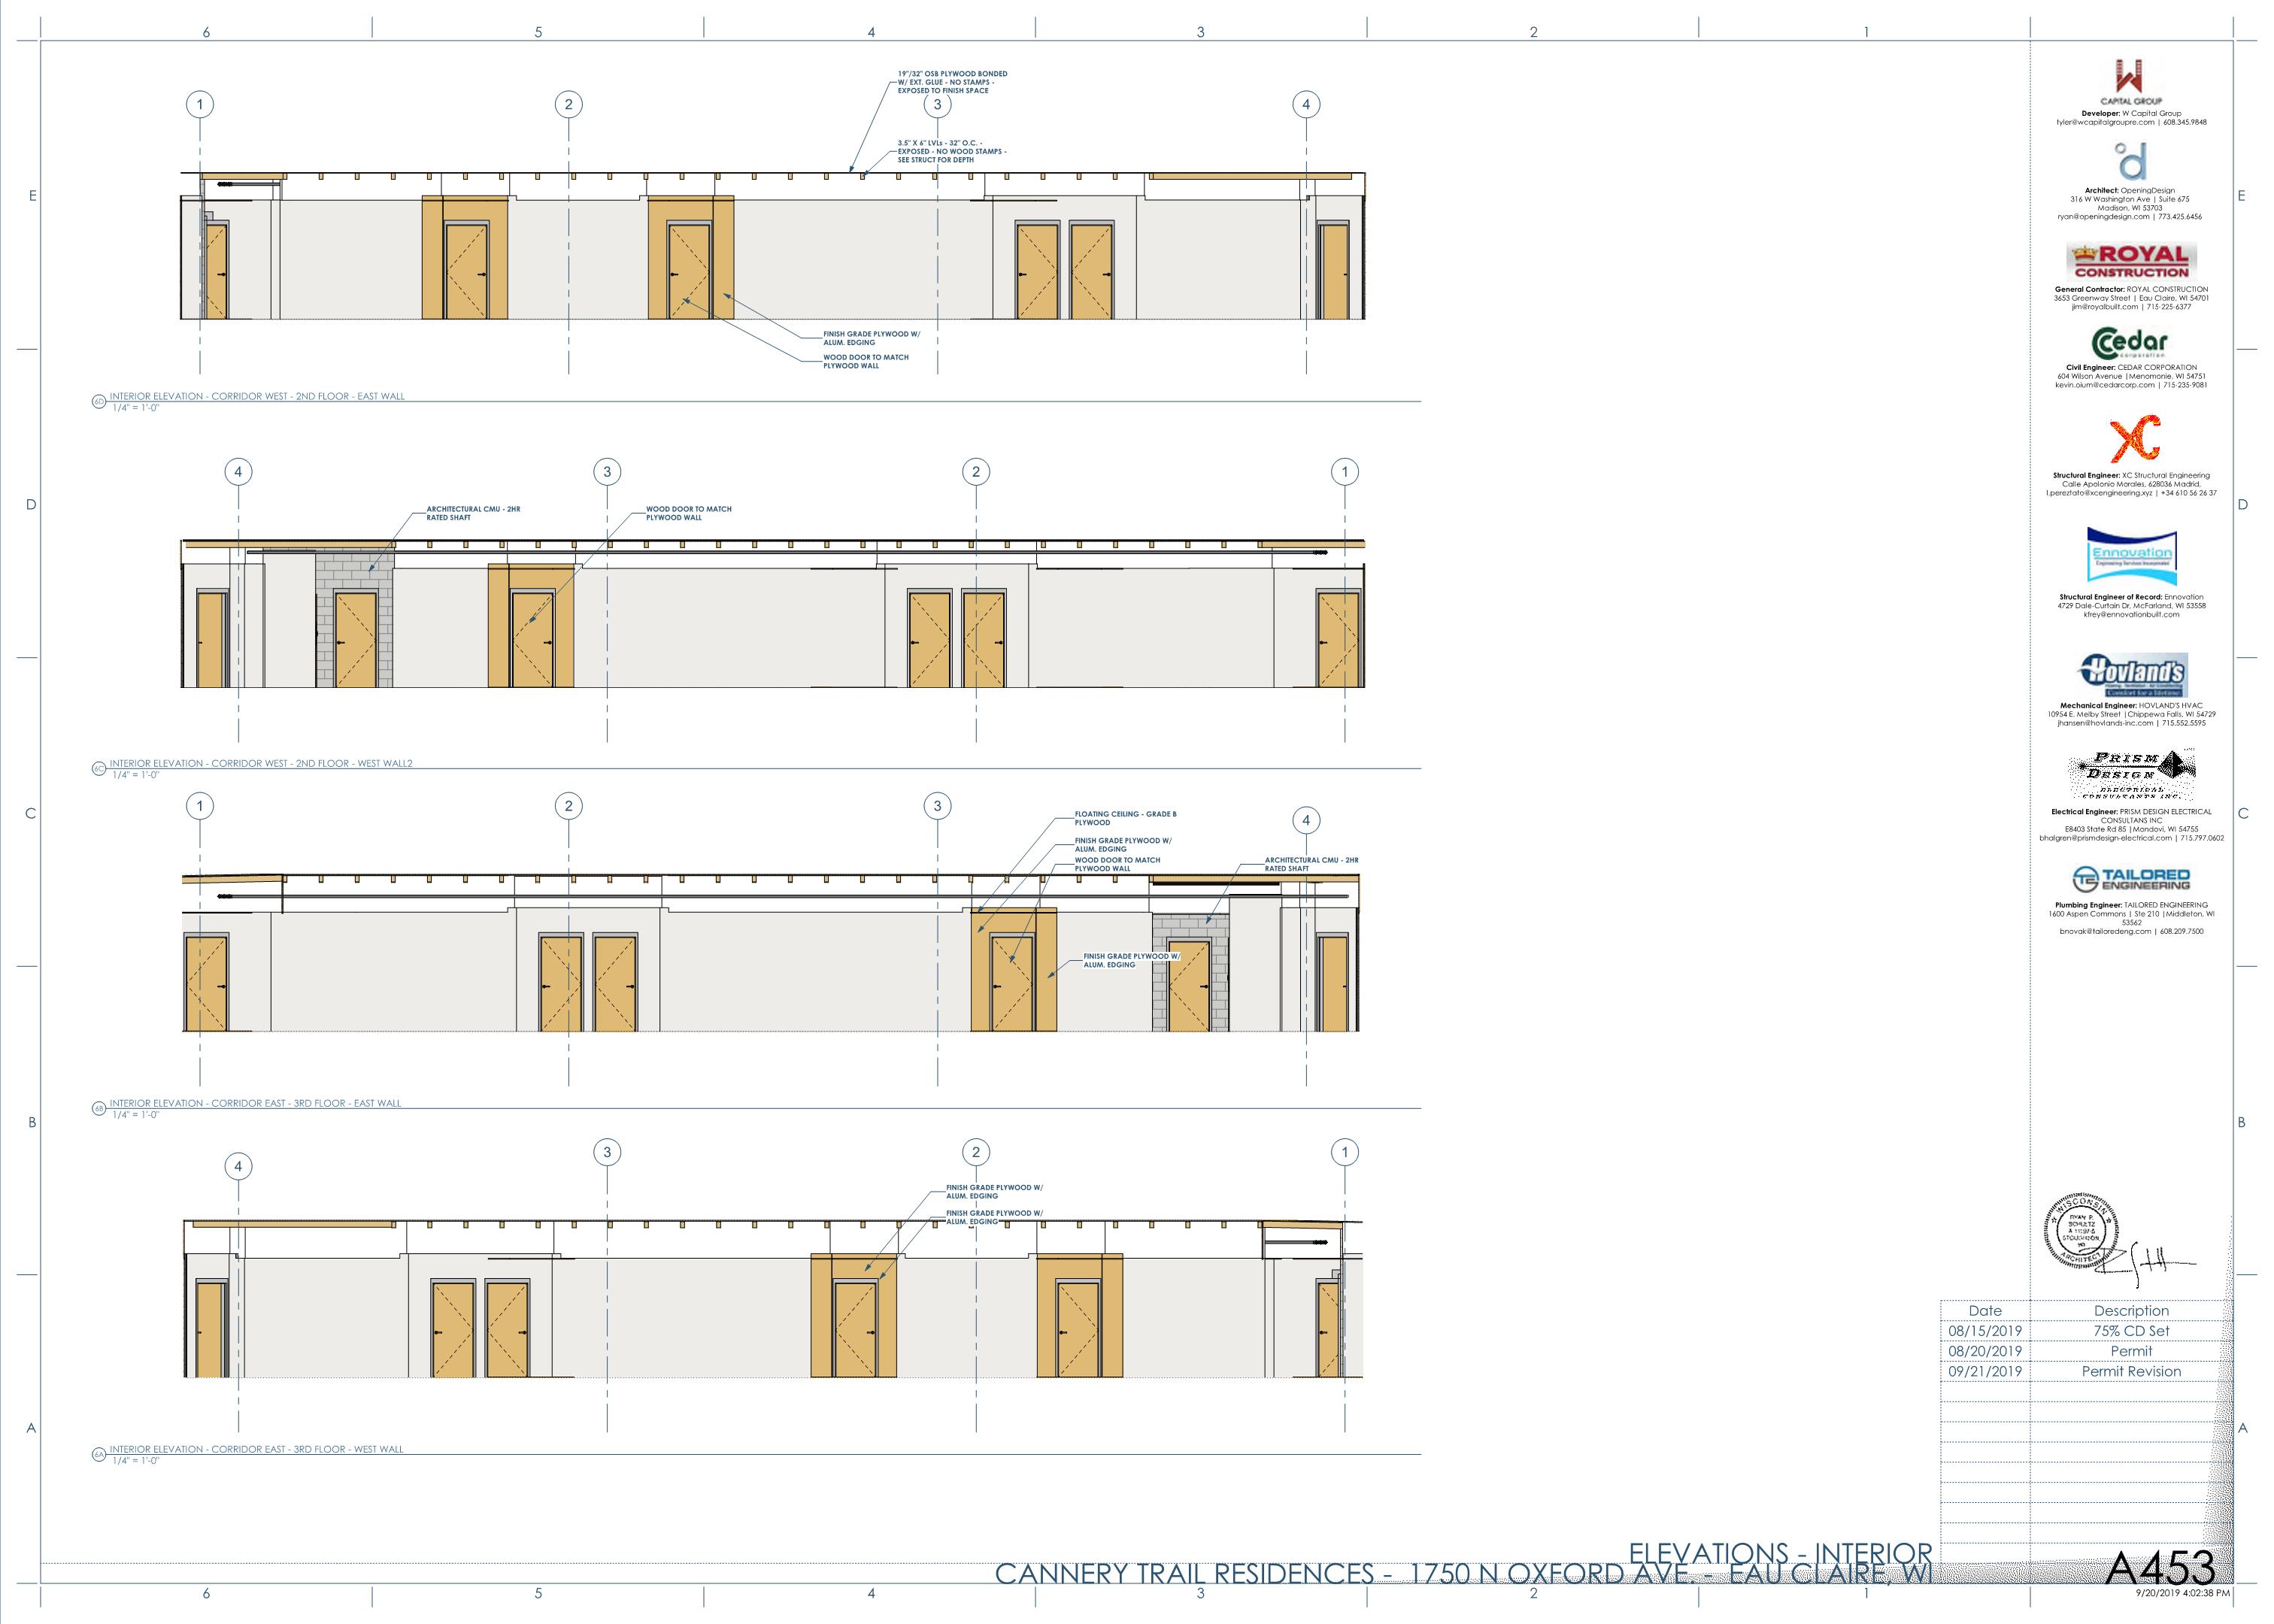 6 5 4 3 2 1
E
19"/32" OSB PLYWOOD BONDED
W/ EXT. GLUE - NO STAMPS -
EXPOSED TO FINISH SPACE
1 2 3 4
3.5" X 6" LVLs - 32" O.C. -
EXPOSED - NO WOOD STAMPS -
SEE STRUCT FOR DEPTH
FINISH GRADE PLYWOOD W/
ALUM. EDGING
WOOD DOOR TO MATCH
PLYWOOD WALL
6D INTERIOR ELEVATION - CORRIDOR WEST - 2ND FLOOR - EAST WALL
1/4" = 1'-0"
D
4 3 2 1
ARCHITECTURAL CMU - 2HR
RATED SHAFT
WOOD DOOR TO MATCH
PLYWOOD WALL
6C INTERIOR ELEVATION - CORRIDOR WEST - 2ND FLOOR - WEST WALL2
1/4" = 1'-0"
C
1 2 3 4
FLOATING CEILING - GRADE B
PLYWOOD
FINISH GRADE PLYWOOD W/
ALUM. EDGING
WOOD DOOR TO MATCH
PLYWOOD WALL
ARCHITECTURAL CMU - 2HR
RATED SHAFT
FINISH GRADE PLYWOOD W/
ALUM. EDGING
6B INTERIOR ELEVATION - CORRIDOR EAST - 3RD FLOOR - EAST WALL
1/4" = 1'-0"
B
4 3 2 1
FINISH GRADE PLYWOOD W/
ALUM. EDGING
FINISH GRADE PLYWOOD W/
ALUM. EDGING
A
6A INTERIOR ELEVATION - CORRIDOR EAST - 3RD FLOOR - WEST WALL
1/4" = 1'-0"
6 5 4 3 2 1
E
D
C
B
A
W
CAPITAL GROUP
Developer: W Capital Group
tyler@wcapitalgroupre.com | 608.345.9848
Architect: OpeningDesign
316 W Washington Ave | Suite 675
Madison, WI 53703
ryan@openingdesign.com | 773.425.6456
ROYAL
CONSTRUCTION
General Contractor: ROYAL CONSTRUCTION
3653 Greenway Street | Eau Claire, WI 54701
jim@royalbuilt.com | 715-225-6377
Cedar
corporation
Civil Engineer: CEDAR CORPORATION
604 Wilson Avenue |Menomonie, WI 54751
kevin.oium@cedarcorp.com | 715-235-9081
XC
Structural Engineer: XC Structural Engineering
Calle Apolonio Morales, 628036 Madrid,
l.pereztato@xcengineering.xyz | +34 610 56 26 37
Ennovation
Engineering Services Incorporated
Structural Engineer of Record: Ennovation
4729 Dale-Curtain Dr, McFarland, WI 53558
kfrey@ennovationbuilt.com
Hovland's
Comfort for a lifetime
Mechanical Engineer: HOVLAND'S HVAC
10954 E. Melby Street |Chippewa Falls, WI 54729
jhansen@hovlands-inc.com | 715.552.5595
PRISM
DESIGN
ELECTRICAL
CONSULTANTS INC.
Electrical Engineer: PRISM DESIGN ELECTRICAL
CONSULTANS INC
E8403 State Rd 85 |Mondovi, WI 54755
bhalgren@prismdesign-electrical.com | 715.797.0602
TE TAILORED
ENGINEERING
Plumbing Engineer: TAILORED ENGINEERING
1600 Aspen Commons | Ste 210 |Middleton, WI
53562
bnovak@tailoredeng.com | 608.209.7500
WISCONSIN
RYAN P.
SCHULTZ
STOUGHTON,
WI
ARCHITECT
Date Description
08/15/2019 75% CD Set
08/20/2019 Permit
09/21/2019 Permit Revision
ELEVATIONS - INTERIOR
CANNERY TRAIL RESIDENCES - 1750 N OXFORD AVE. - EAU CLAIRE, WI
A453
9/20/2019 4:02:38 PM